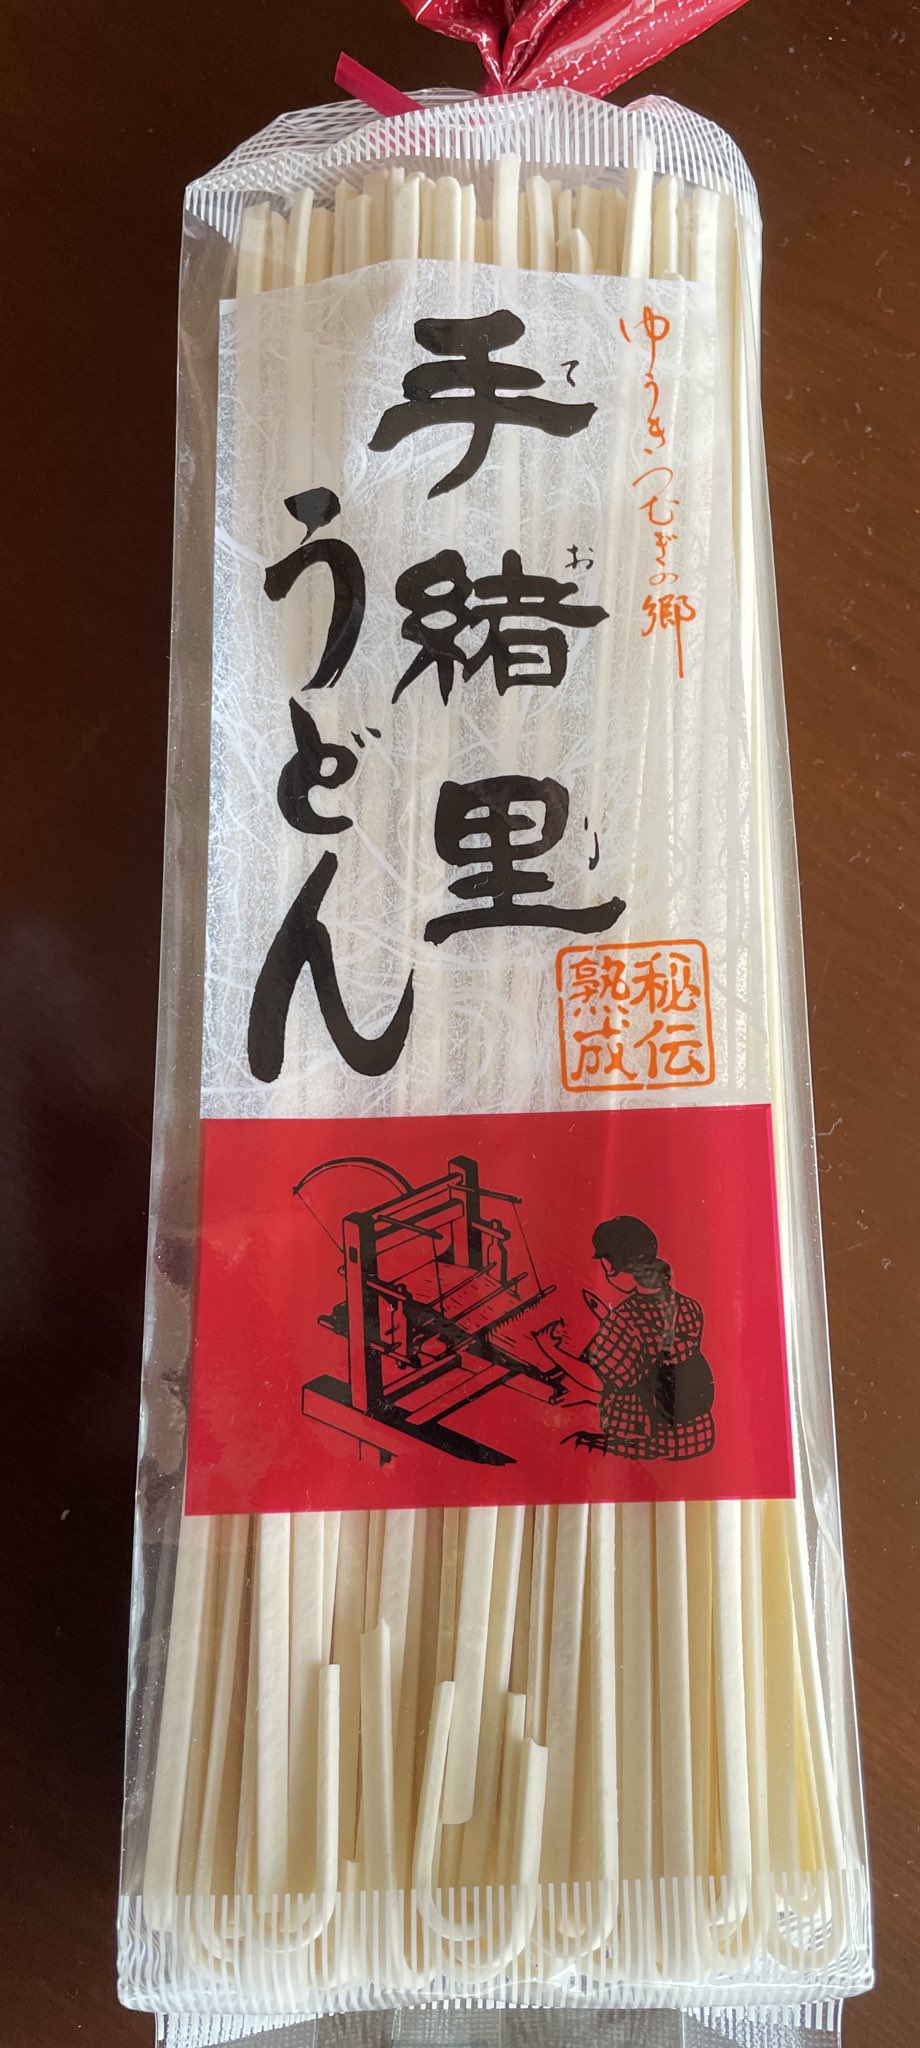 ゆうきつむぎの郷
手緒里
ており
うどん
秘伝
熟成